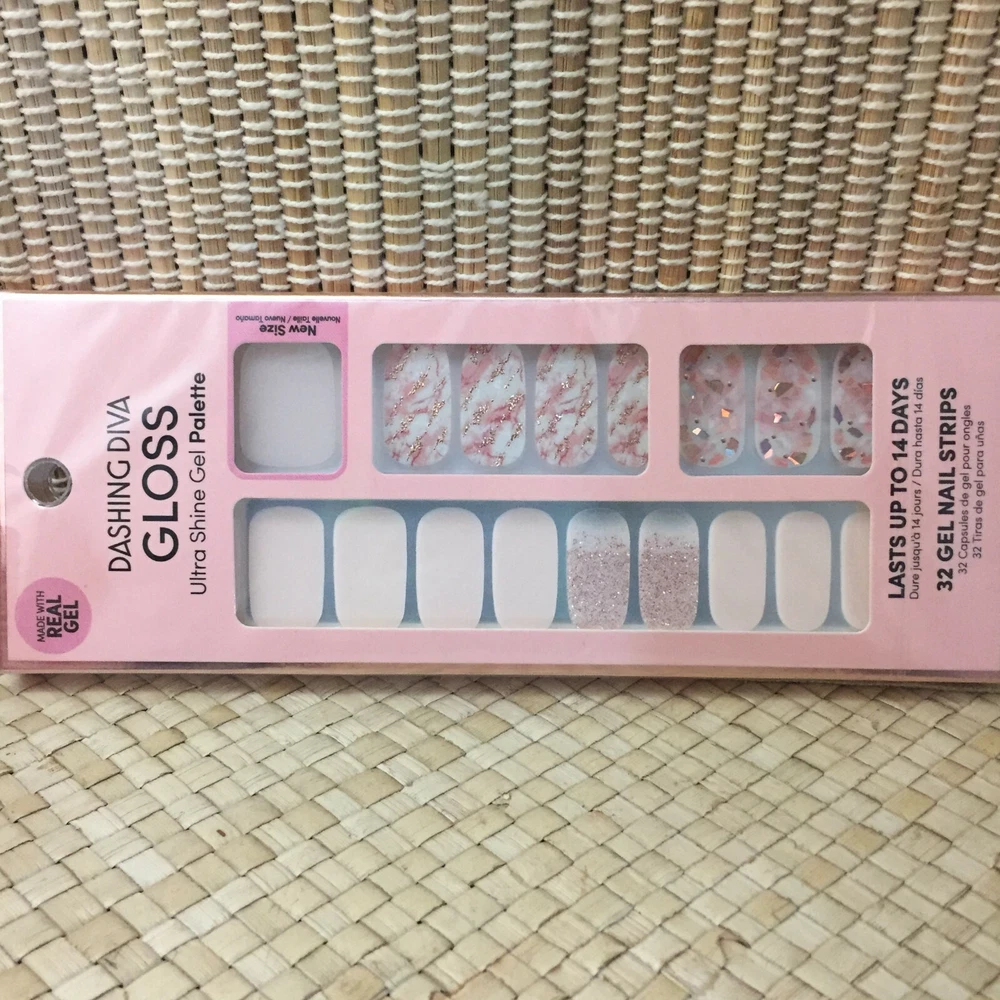 DASHING DIVA
GLOSS
Ultra Shine Gel Palette
MADE WITH
REAL
GEL
New Size
Nouvelle Taille / Nuevo Tamaño
LASTS UP TO 14 DAYS
Dure jusqu'à 14 jours / Dura hasta 14 días
32 GEL NAIL STRIPS
32 Capsules de gel pour ongles
32 Tiras de gel para uñas